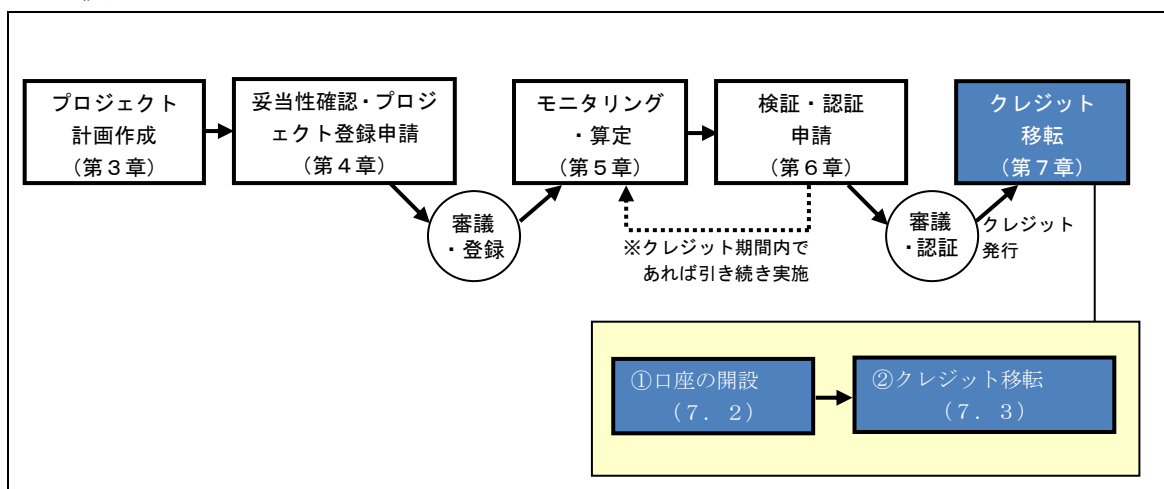 プロジェクト
計画作成
（第３章）
妥当性確認・プロジ
ェクト登録申請
（第４章）
モニタリング
・算定
（第５章）
検証・認証
申請
（第６章）
クレジット
移転
（第７章）
審議
・登録
※クレジット期間内で
あれば引き続き実施
審議
・認証
クレジット
発行
①口座の開設
（７．２）
②クレジット移転
（７．３）